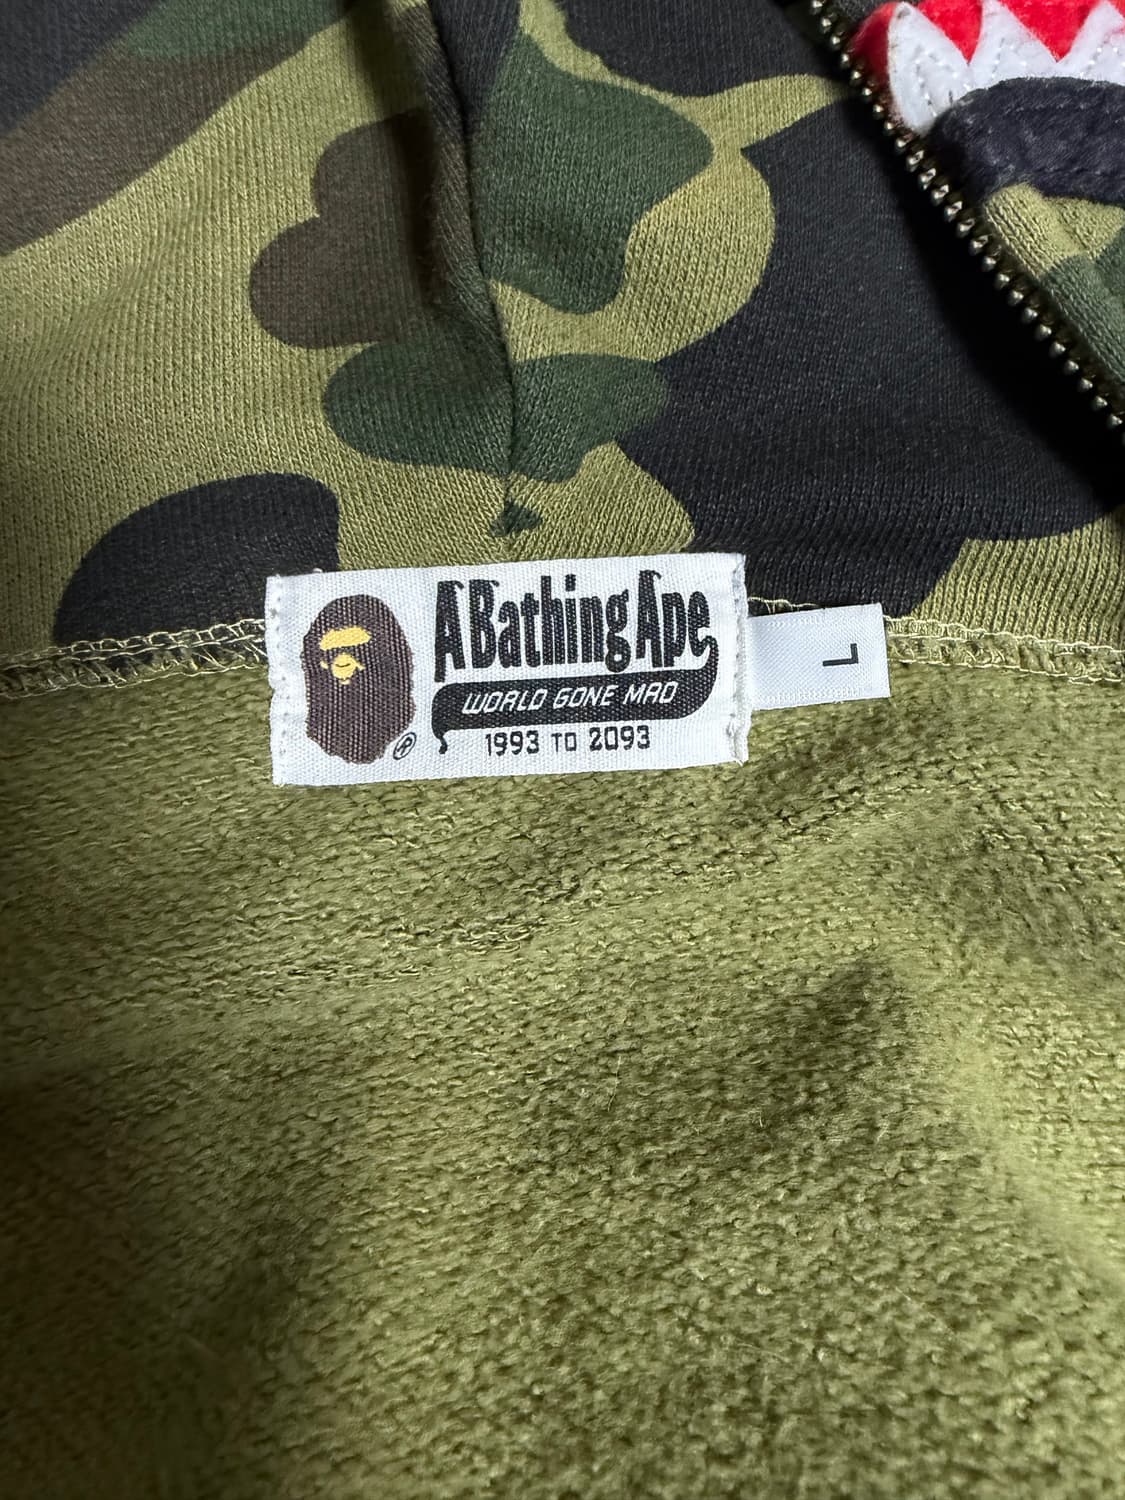 A Bathing Ape
WORLD GONE MAD
1993 TO 2093
®
L